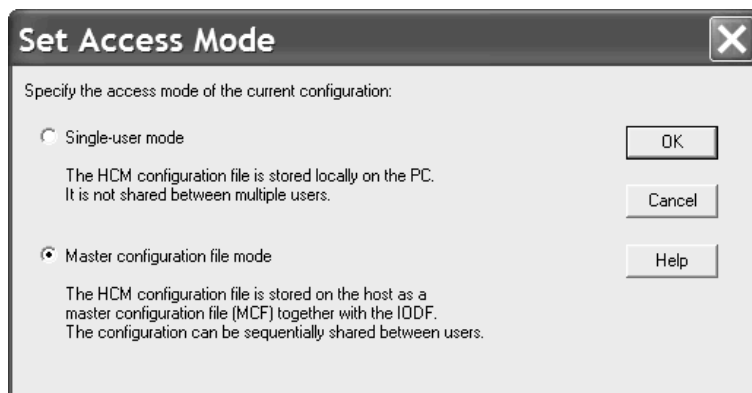 Set Access Mode
Specify the access mode of the current configuration:
Single-user mode
OK
The HCM configuration file is stored locally on the PC.
It is not shared between multiple users.
Cancel
Master configuration file mode
Help
The HCM configuration file is stored on the host as a
master configuration file (MCF) together with the IODF.
The configuration can be sequentially shared between users.